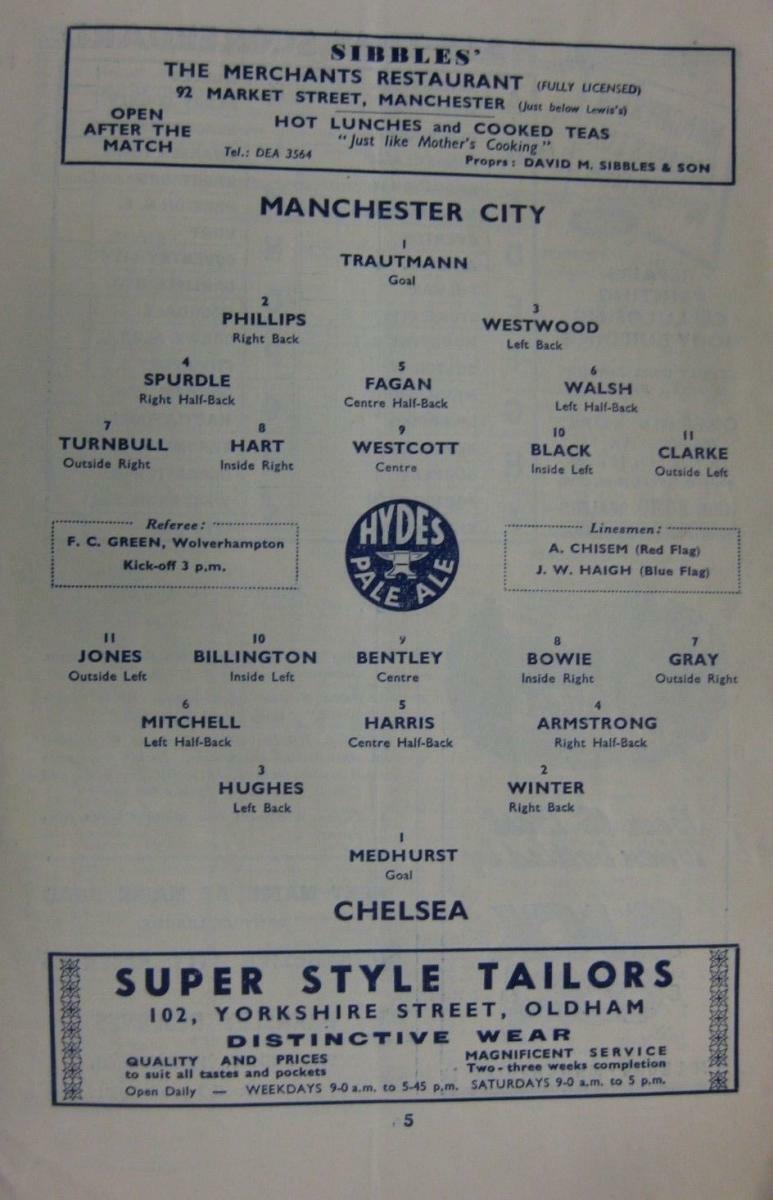 SIBBLES'
THE MERCHANTS RESTAURANT (FULLY LICENSED)
92 MARKET STREET, MANCHESTER (Just below Lewis's)
OPEN AFTER THE MATCH
HOT LUNCHES and COOKED TEAS
"Just like Mother's Cooking"
Tel.: DEA 3564
Proprs: DAVID M. SIBBLES & SON
MANCHESTER CITY
1
TRAUTMANN
Goal
2 3
PHILLIPS WESTWOOD
Right Back Left Back
4 5 6
SPURDLE FAGAN WALSH
Right Half-Back Centre Half-Back Left Half-Back
7 8 9 10 11
TURNBULL HART WESTCOTT BLACK CLARKE
Outside Right Inside Right Centre Inside Left Outside Left
Referee:
F. C. GREEN, Wolverhampton
Kick-off 3 p.m.
HYDES
PALE ALE
Linesmen:
A. CHISEM (Red Flag)
J. W. HAIGH (Blue Flag)
11 10 9 8 7
JONES BILLINGTON BENTLEY BOWIE GRAY
Outside Left Inside Left Centre Inside Right Outside Right
6 5 4
MITCHELL HARRIS ARMSTRONG
Left Half-Back Centre Half-Back Right Half-Back
3 2
HUGHES WINTER
Left Back Right Back
1
MEDHURST
Goal
CHELSEA
SUPER STYLE TAILORS
102, YORKSHIRE STREET, OLDHAM
DISTINCTIVE WEAR
QUALITY AND PRICES
to suit all tastes and pockets
MAGNIFICENT SERVICE
Two-three weeks completion
Open Daily — WEEKDAYS 9-0 a.m. to 5-45 p.m. SATURDAYS 9-0 a.m. to 5 p.m.
5